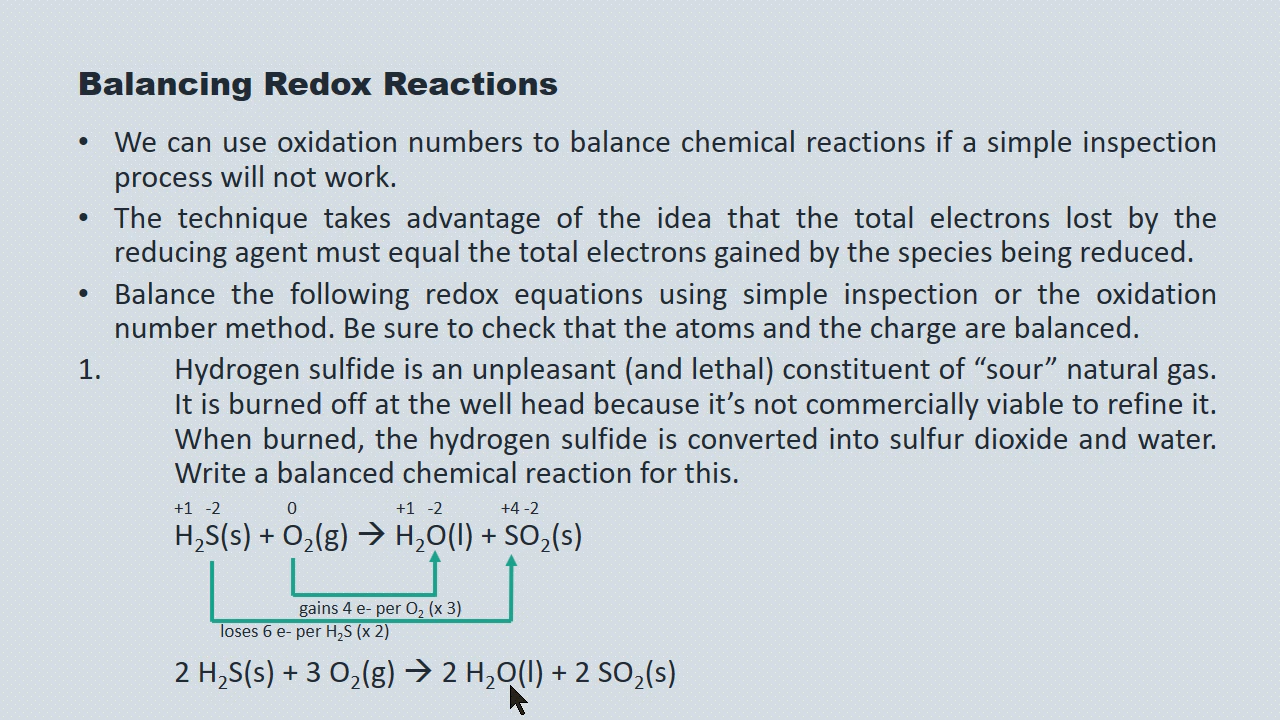 Balancing Redox Reactions
• We can use oxidation numbers to balance chemical reactions if a simple inspection
process will not work.
• The technique takes advantage of the idea that the total electrons lost by the
reducing agent must equal the total electrons gained by the species being reduced.
• Balance the following redox equations using simple inspection or the oxidation
number method. Be sure to check that the atoms and the charge are balanced.
1. Hydrogen sulfide is an unpleasant (and lethal) constituent of “sour” natural gas.
It is burned off at the well head because it’s not commercially viable to refine it.
When burned, the hydrogen sulfide is converted into sulfur dioxide and water.
Write a balanced chemical reaction for this.
+1 -2 0 +1 -2 +4 -2
H₂S(s) + O₂(g) → H₂O(l) + SO₂(s)
gains 4 e- per O₂ (x 3)
loses 6 e- per H₂S (x 2)
2 H₂S(s) + 3 O₂(g) → 2 H₂O(l) + 2 SO₂(s)